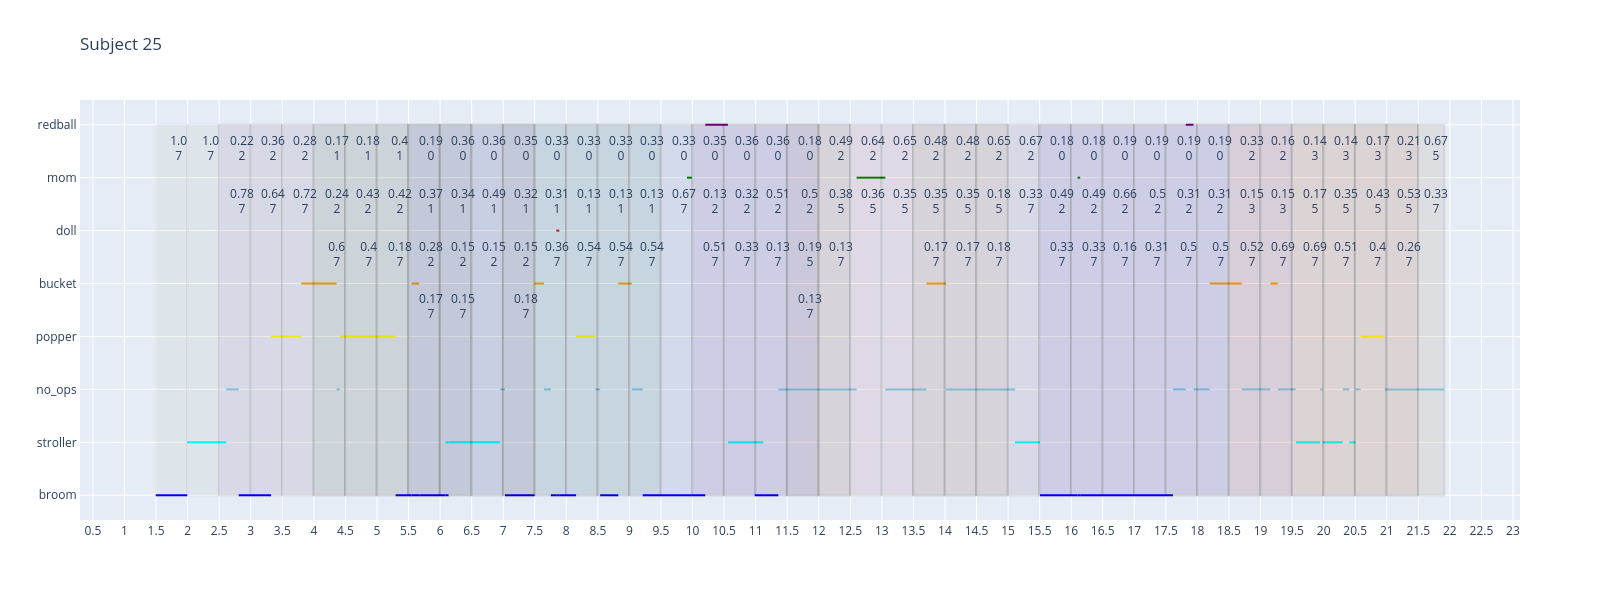 Subject 25
redball
1.0 1.0 0.22 0.36 0.28 0.17 0.18 0.4 0.19 0.36 0.36 0.35 0.33 0.33 0.33 0.33 0.33 0.35 0.36 0.36 0.18 0.49 0.64 0.65 0.48 0.48 0.65 0.67 0.18 0.18 0.19 0.19 0.19 0.19 0.33 0.16 0.14 0.14 0.17 0.21 0.67
7 7 2 2 2 1 1 1 0 0 0 0 0 0 0 0 0 0 0 0 0 2 2 2 2 2 2 2 0 0 0 0 0 0 2 2 3 3 3 3 5
mom
0.78 0.64 0.72 0.24 0.43 0.42 0.37 0.34 0.49 0.32 0.31 0.13 0.13 0.13 0.67 0.13 0.32 0.51 0.5 0.38 0.36 0.35 0.35 0.35 0.18 0.33 0.49 0.49 0.66 0.5 0.31 0.31 0.15 0.15 0.17 0.35 0.43 0.53 0.33
7 7 7 2 2 2 1 1 1 1 1 1 1 1 7 2 2 2 2 5 5 5 5 5 5 7 2 2 2 2 2 2 3 3 5 5 5 5 7
doll
0.6 0.4 0.18 0.28 0.15 0.15 0.15 0.36 0.54 0.54 0.54 0.51 0.33 0.13 0.19 0.13 0.17 0.17 0.18 0.33 0.33 0.16 0.31 0.5 0.5 0.52 0.69 0.69 0.51 0.4 0.26
7 7 7 2 2 2 2 7 7 7 7 7 7 7 5 7 7 7 7 7 7 7 7 7 7 7 7 7 7 7 7
bucket
0.17 0.15 0.18 0.13
7 7 7 7
popper
no_ops
stroller
broom
0.5 1 1.5 2 2.5 3 3.5 4 4.5 5 5.5 6 6.5 7 7.5 8 8.5 9 9.5 10 10.5 11 11.5 12 12.5 13 13.5 14 14.5 15 15.5 16 16.5 17 17.5 18 18.5 19 19.5 20 20.5 21 21.5 22 22.5 23